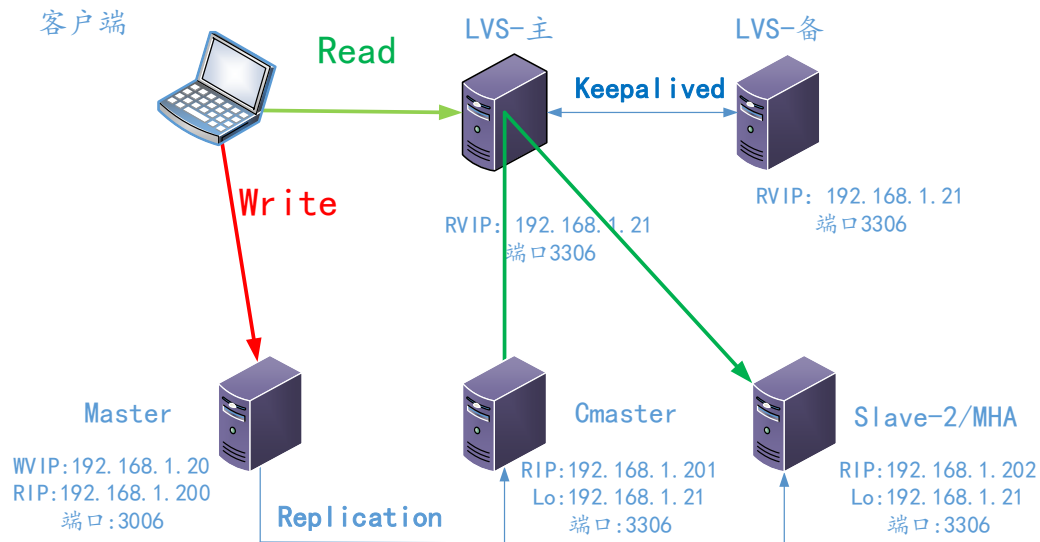 客户端
LVS-主
LVS-备
Read
Keepalived
Write
RVIP: 192.168.1.21
端口3306
RVIP: 192.168.1.21
端口3306
Master
WVIP:192.168.1.20
RIP:192.168.1.200
端口:3006
Cmaster
RIP:192.168.1.201
Lo:192.168.1.21
端口:3306
Slave-2/MHA
RIP:192.168.1.202
Lo:192.168.1.21
端口:3306
Replication